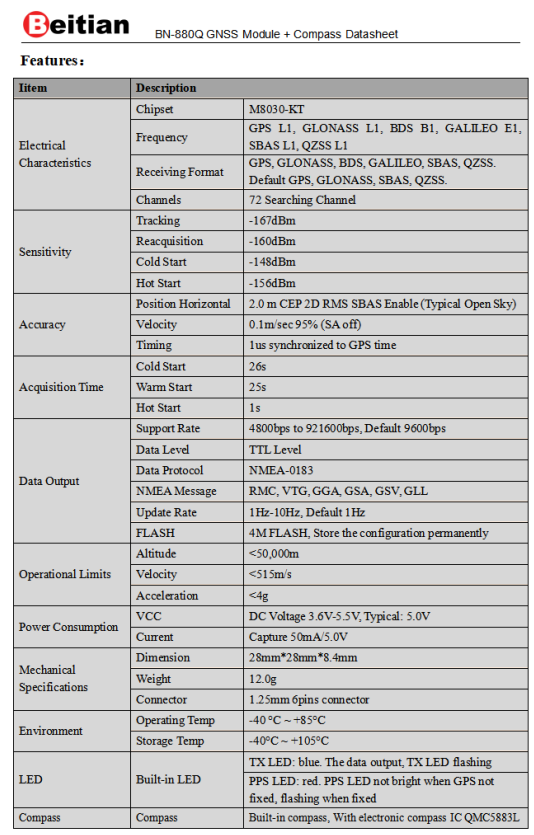 Beitian
BN-880Q GNSS Module + Compass Datasheet
Features：
Iitem Description
Electrical Characteristics
Chipset M8030-KT
Frequency GPS L1, GLONASS L1, BDS B1, GALILEO E1,
SBAS L1, QZSS L1
Receiving Format GPS, GLONASS, BDS, GALILEO, SBAS, QZSS.
Default GPS, GLONASS, SBAS, QZSS.
Channels 72 Searching Channel
Sensitivity
Tracking -167dBm
Reacquisition -160dBm
Cold Start -148dBm
Hot Start -156dBm
Accuracy
Position Horizontal 2.0 m CEP 2D RMS SBAS Enable (Typical Open Sky)
Velocity 0.1m/sec 95% (SA off)
Timing 1us synchronized to GPS time
Acquisition Time
Cold Start 26s
Warm Start 25s
Hot Start 1s
Data Output
Support Rate 4800bps to 921600bps, Default 9600bps
Data Level TTL Level
Data Protocol NMEA-0183
NMEA Message RMC, VTG, GGA, GSA, GSV, GLL
Update Rate 1Hz-10Hz, Default 1Hz
FLASH 4M FLASH, Store the configuration permanently
Operational Limits
Altitude <50,000m
Velocity <515m/s
Acceleration <4g
Power Consumption
VCC DC Voltage 3.6V-5.5V, Typical: 5.0V
Current Capture 50mA/5.0V
Mechanical Specifications
Dimension 28mm*28mm*8.4mm
Weight 12.0g
Connector 1.25mm 6pins connector
Environment
Operating Temp -40 °C ~ +85°C
Storage Temp -40°C ~ +105°C
LED
Built-in LED
TX LED: blue. The data output, TX LED flashing
PPS LED: red. PPS LED not bright when GPS not
fixed, flashing when fixed
Compass Compass Built-in compass, With electronic compass IC QMC5883L